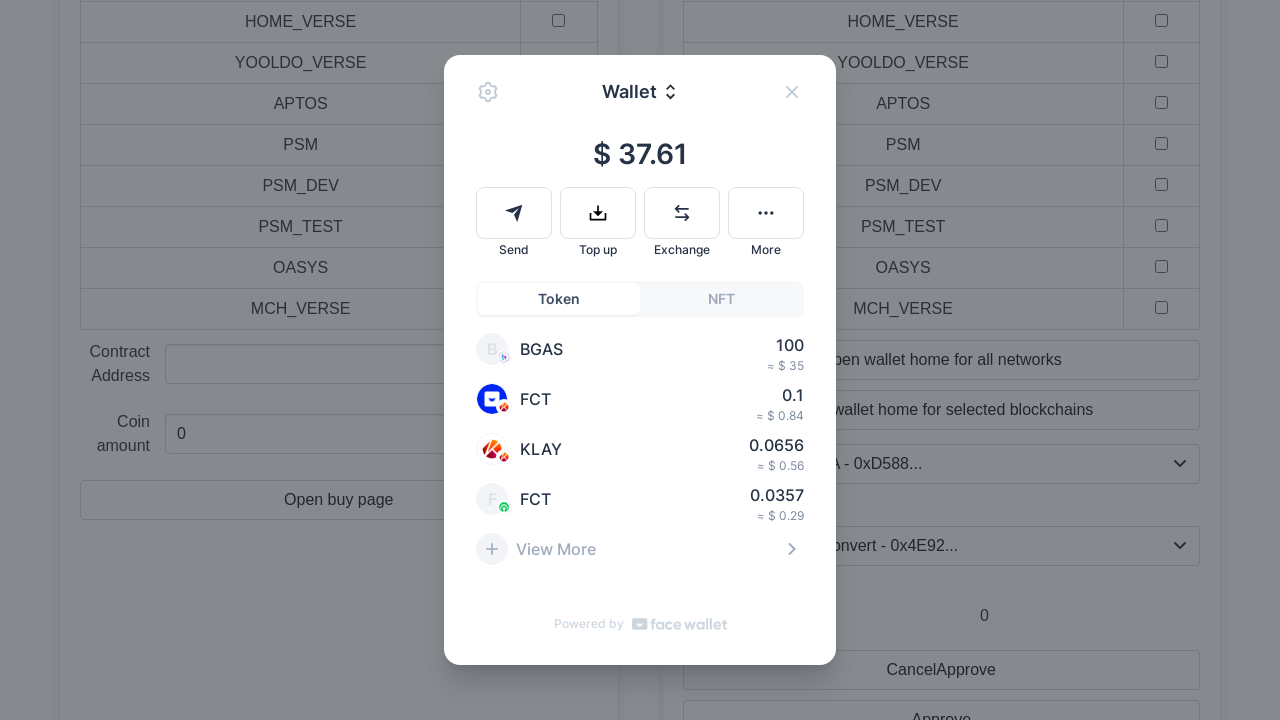 HOME_VERSE
YOOLDO_VERSE
APTOS
PSM
PSM_DEV
PSM_TEST
OASYS
MCH_VERSE
Contract
Address
Coin
amount
0
Open buy page
Wallet
$ 37.61
Send Top up Exchange More
Token NFT
B BGAS 100
≈ $ 35
FCT 0.1
≈ $ 0.84
KLAY 0.0656
≈ $ 0.56
F FCT 0.0357
≈ $ 0.29
View More
Powered by face wallet
HOME_VERSE
YOOLDO_VERSE
APTOS
PSM
PSM_DEV
PSM_TEST
OASYS
MCH_VERSE
wallet home for all networks
wallet home for selected blockchains
- 0xD588...
- 0x4E92...
0
CancelApprove
Approve